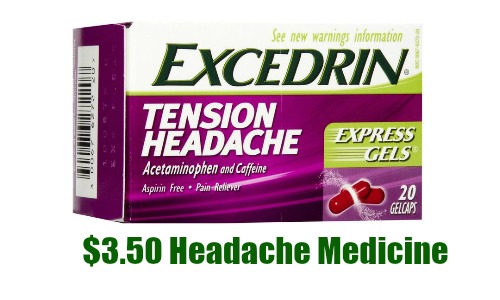 See new warnings information
EXCEDRIN®
TENSION
HEADACHE
Acetaminophen and Caffeine
Aspirin Free • Pain Reliever
EXPRESS
GELS®
20
GELCAPS
$3.50 Headache Medicine